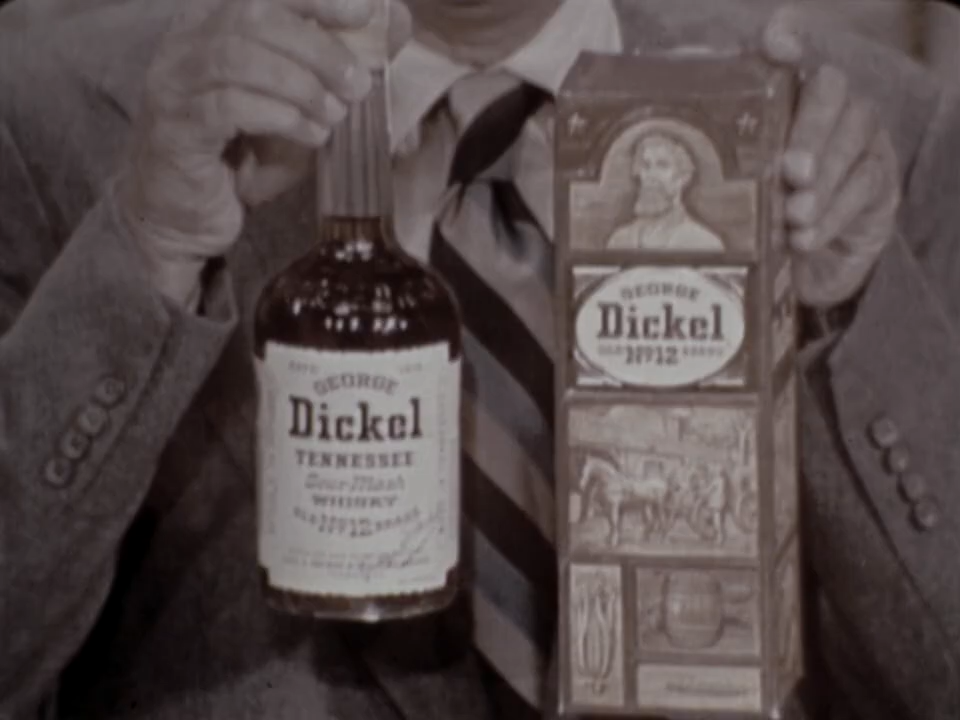 GEORGE
Dickel
TENNESSEE
Sour Mash
WHISKY
OLD No 12 BRAND
GEORGE
Dickel
OLD No 12 BRAND